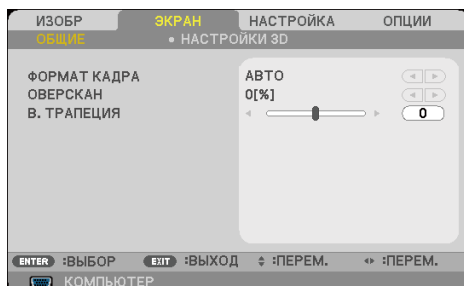 ИЗОБР ЭКРАН НАСТРОЙКА ОПЦИИ
ОБЩИЕ • НАСТРОЙКИ 3D
ФОРМАТ КАДРА АВТО
ОВЕРСКАН 0[%]
В. ТРАПЕЦИЯ 0
ENTER :ВЫБОР EXIT :ВЫХОД :ПЕРЕМ. :ПЕРЕМ.
КОМПЬЮТЕР